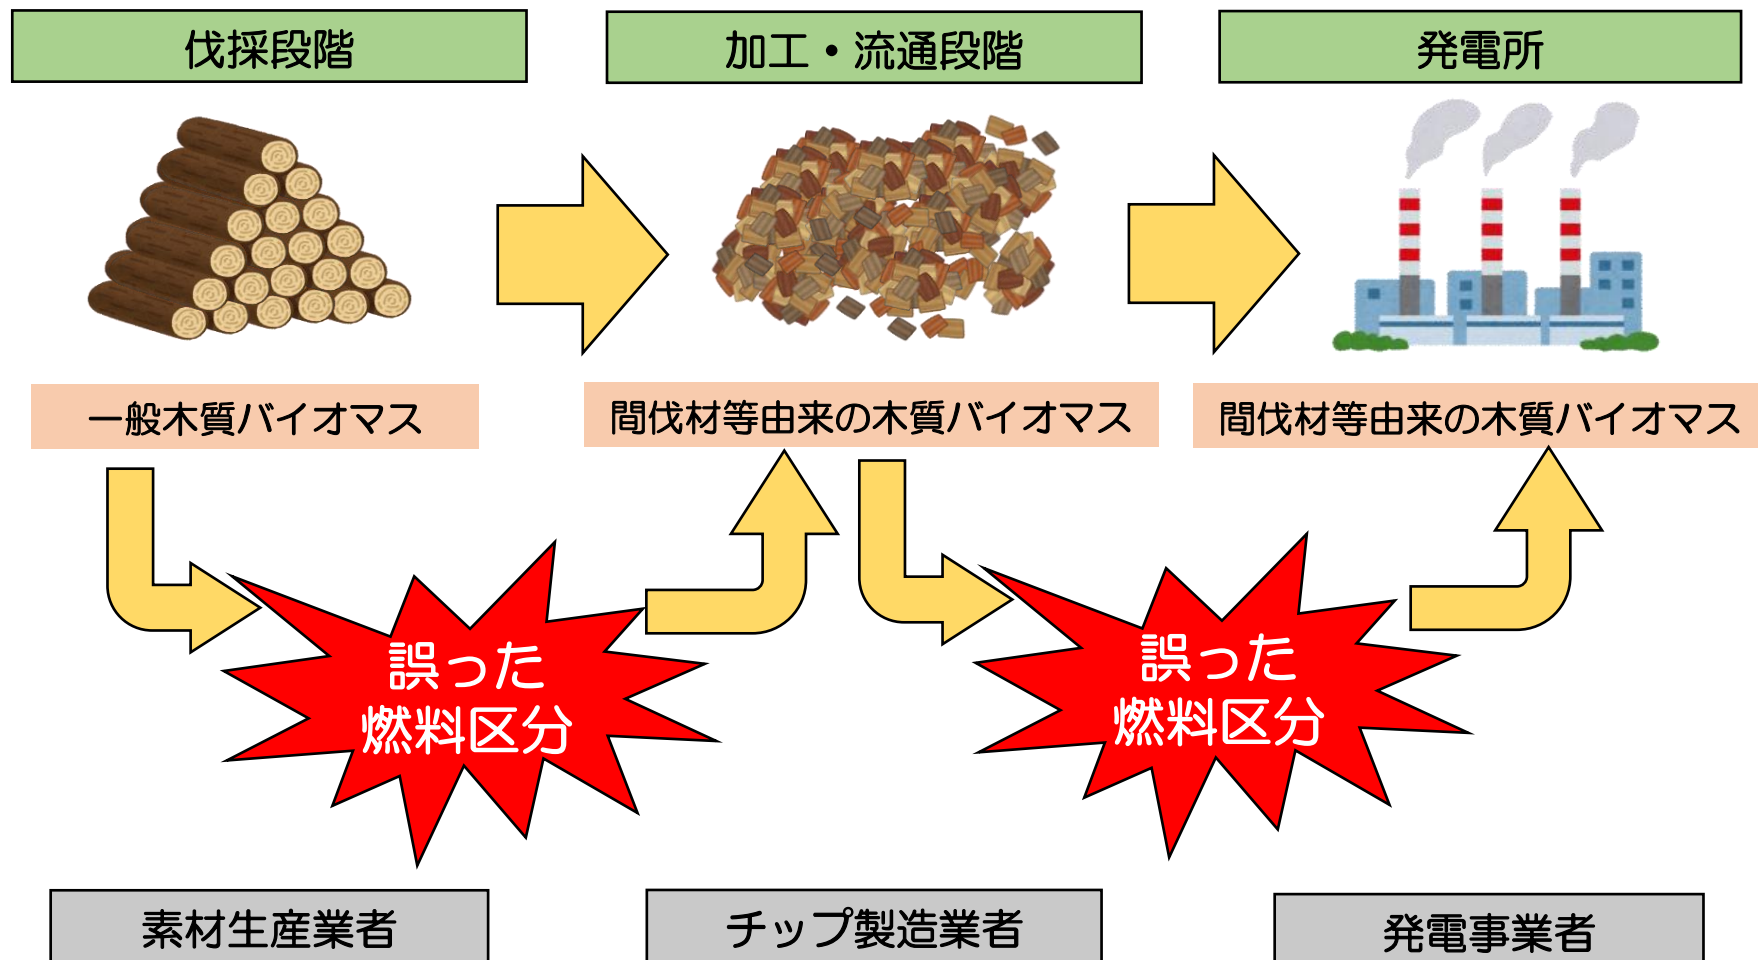 伐採段階
加工・流通段階
発電所
一般木質バイオマス
間伐材等由来の木質バイオマス
間伐材等由来の木質バイオマス
誤った
燃料区分
誤った
燃料区分
素材生産業者
チップ製造業者
発電事業者